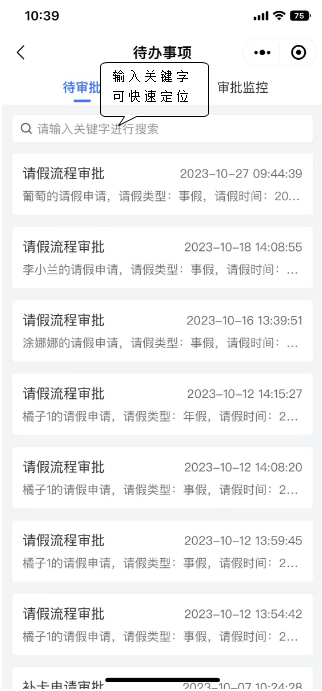 10:39
75
待办事项
待审批
输入关键字
可快速定位
审批监控
请输入关键字进行搜索
请假流程审批 2023-10-27 09:44:39
葡萄的请假申请，请假类型：事假，请假时间：20...
请假流程审批 2023-10-18 14:08:55
李小兰的请假申请，请假类型：事假，请假时间：...
请假流程审批 2023-10-16 13:39:51
涂娜娜的请假申请，请假类型：事假，请假时间：...
请假流程审批 2023-10-12 14:15:27
橘子1的请假申请，请假类型：年假，请假时间：2...
请假流程审批 2023-10-12 14:08:20
橘子1的请假申请，请假类型：事假，请假时间：2...
请假流程审批 2023-10-12 13:59:45
橘子1的请假申请，请假类型：事假，请假时间：2...
请假流程审批 2023-10-12 13:54:42
橘子1的请假申请，请假类型：事假，请假时间：2...
补卡申请审批 2023-10-07 10:24:28